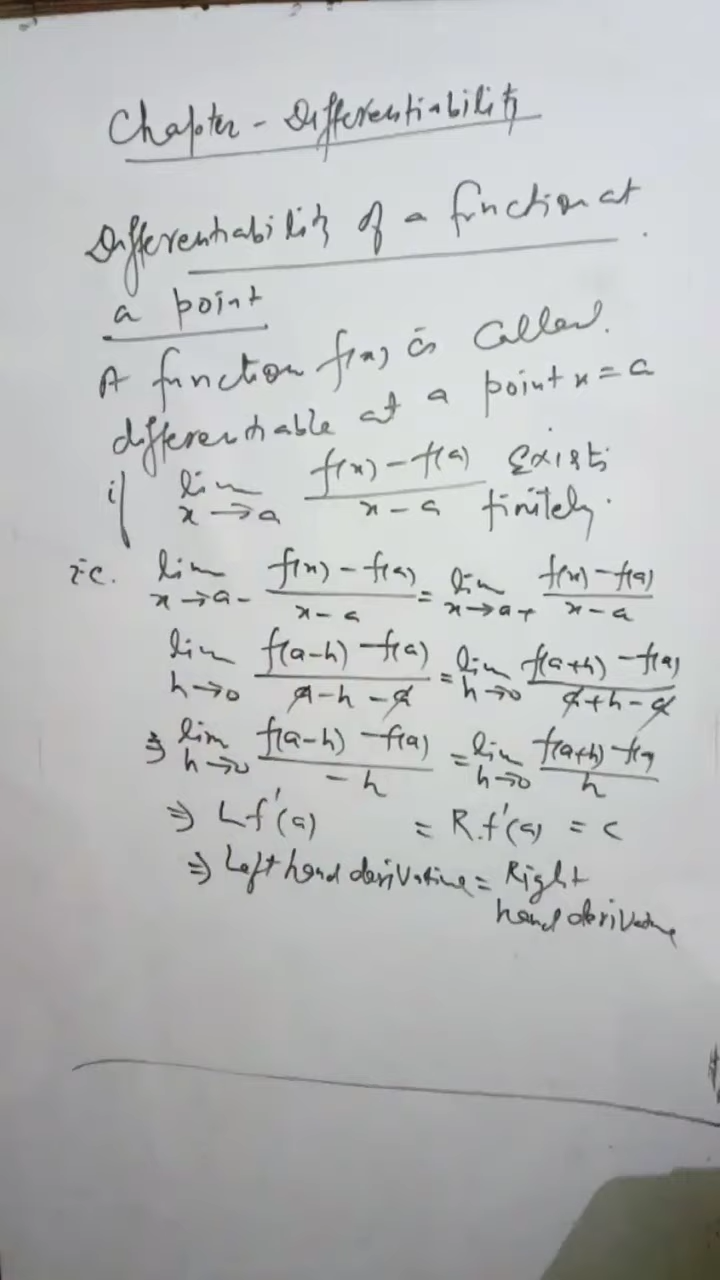 Chapter - Differentiability
Differentiability of a function at
a point
A function f(x) is called.
differentiable at a point x = a
if lim x→a f(x) - f(a) / x - a exists finitely.
i.e. lim x→a- f(x) - f(a) / x - a = lim x→a+ f(x) - f(a) / x - a
lim h→0 f(a-h) - f(a) / a - h - a = lim h→0 f(a+h) - f(a) / a + h - a
⇒ lim h→0 f(a-h) - f(a) / - h = lim h→0 f(a+h) - f(a) / h
⇒ Lf'(a) = R.f'(a) = c
⇒ Left hand derivative = Right
hand derivative